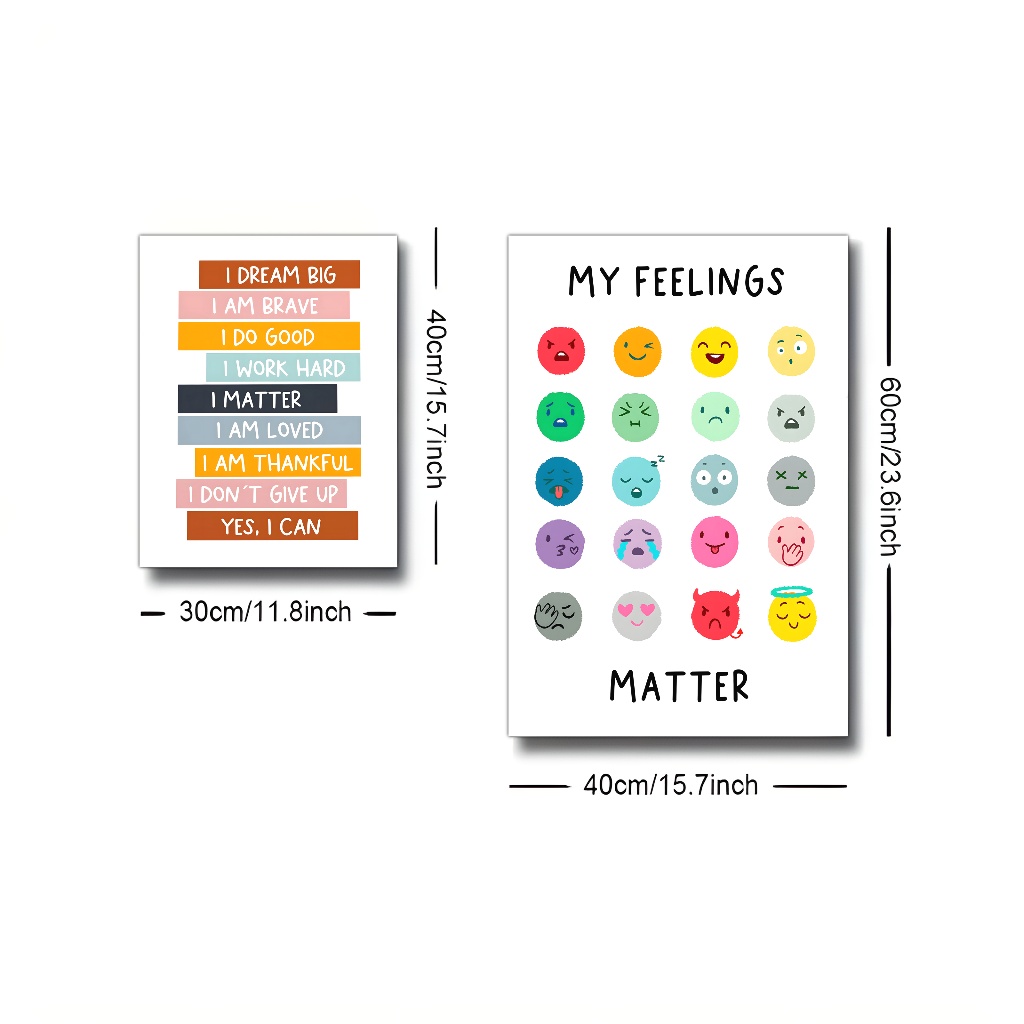 I DREAM BIG
I AM BRAVE
I DO GOOD
I WORK HARD
I MATTER
I AM LOVED
I AM THANKFUL
I DON´T GIVE UP
YES, I CAN
40cm/15.7inch
30cm/11.8inch
MY FEELINGS
zzz
MATTER
60cm/23.6inch
40cm/15.7inch